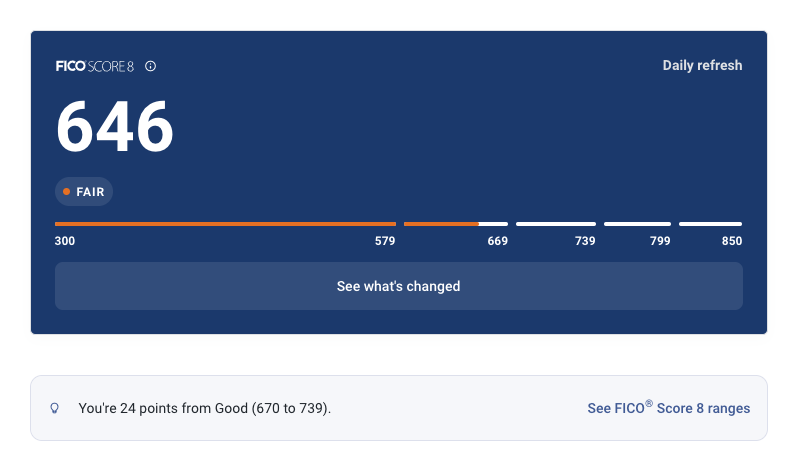 FICO SCORE 8
Daily refresh
646
FAIR
300 579 669 739 799 850
See what's changed
You're 24 points from Good (670 to 739).
See FICO® Score 8 ranges